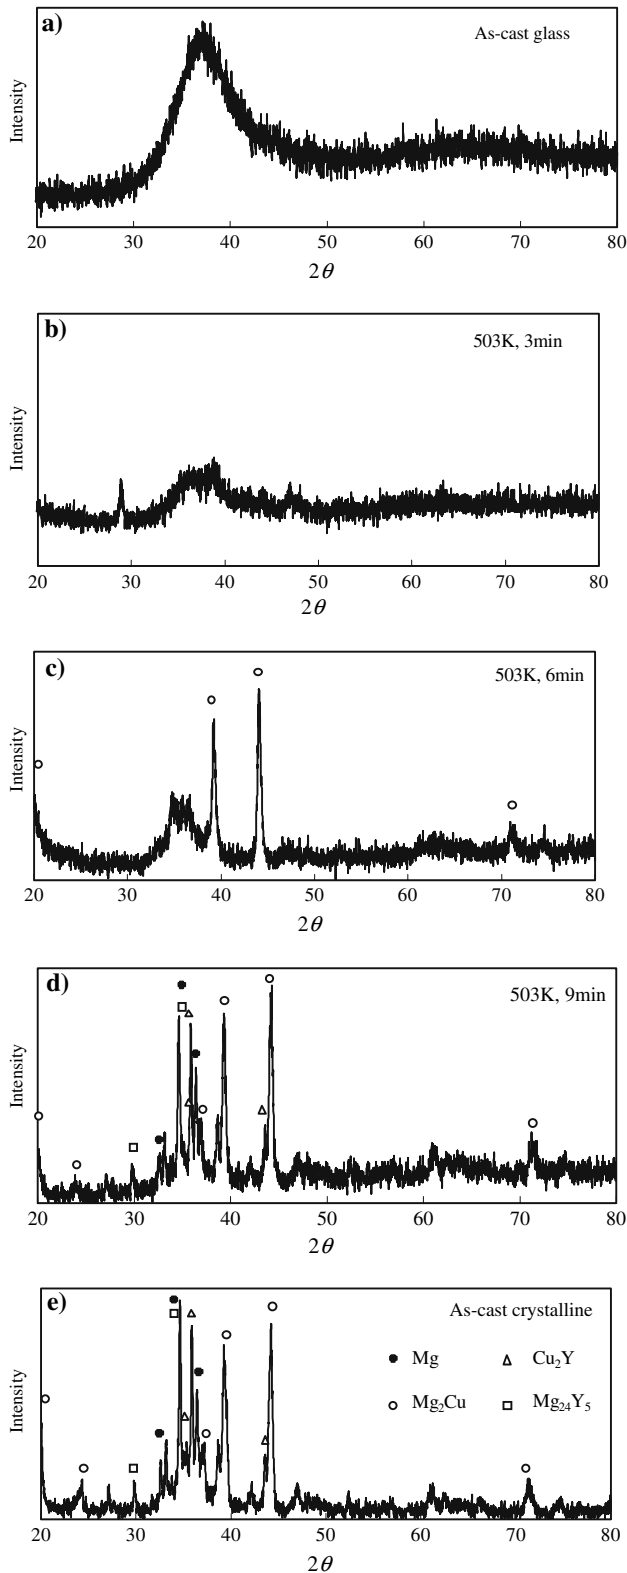 a)
As-cast glass
Intensity
20 30 40 50 60 70 80
2θ
b)
503K, 3min
Intensity
20 30 40 50 60 70 80
2θ
c)
503K, 6min
Intensity
20 30 40 50 60 70 80
2θ
d)
503K, 9min
Intensity
20 30 40 50 60 70 80
2θ
e)
As-cast crystalline
Mg Cu₂Y
Mg₂Cu Mg₂₄Y₅
Intensity
20 30 40 50 60 70 80
2θ